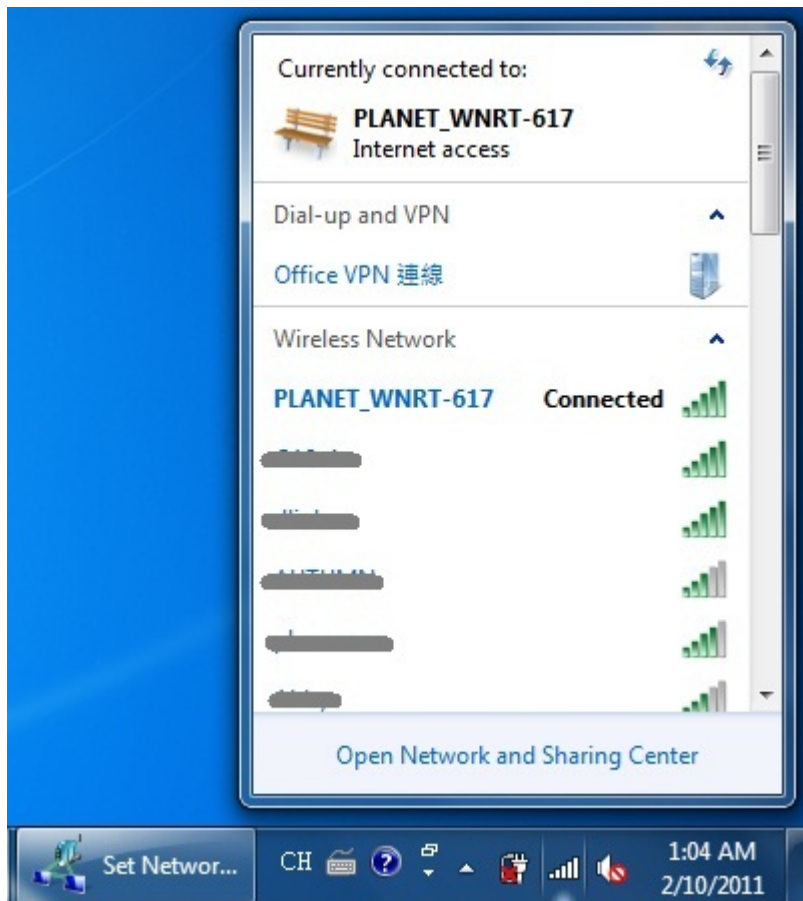 Currently connected to:
PLANET_WNRT-617
Internet access
Dial-up and VPN
Office VPN 連線
Wireless Network
PLANET_WNRT-617 Connected
Open Network and Sharing Center
Set Networ... CH 1:04 AM
2/10/2011